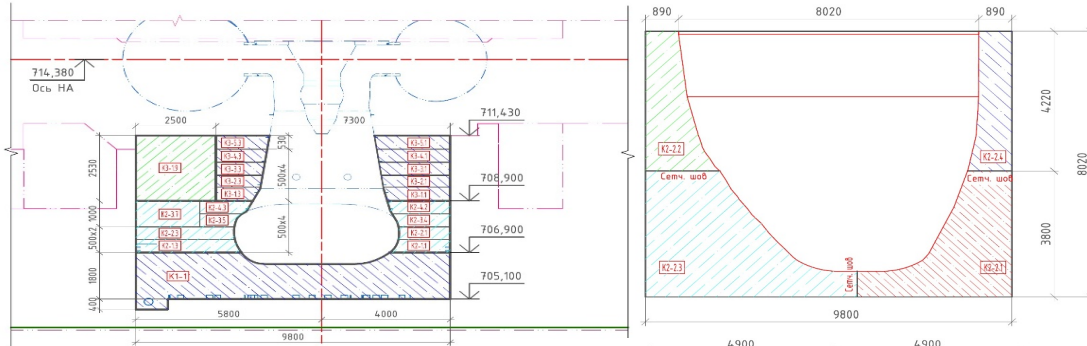 890
8020
890
714,380
Ось НА
2500
7300
711,430
К3-5.3
530
К3-5.1
К3-4.3
К3-4.1
К3-1.9
К3-3.3
К3-3.1
2530
500х4
К3-2.3
К3-2.1
К3-1.3
К3-1.1
708,900
К2-3.7
К2-4.3
К2-4.2
1000
К2-3.5
500х4
К2-3.4
К2-2.3
К2-2.1
500х2
К2-1.3
К2-1.1
706,900
1800
К1-1
705,100
400
5800
4000
9800
К2-2.2
К2-2.4
4220
Сетч. шов
Сетч. шов
8020
К2-2.3
К2-2.1
3800
Сетч. шов
9800
4900
4900